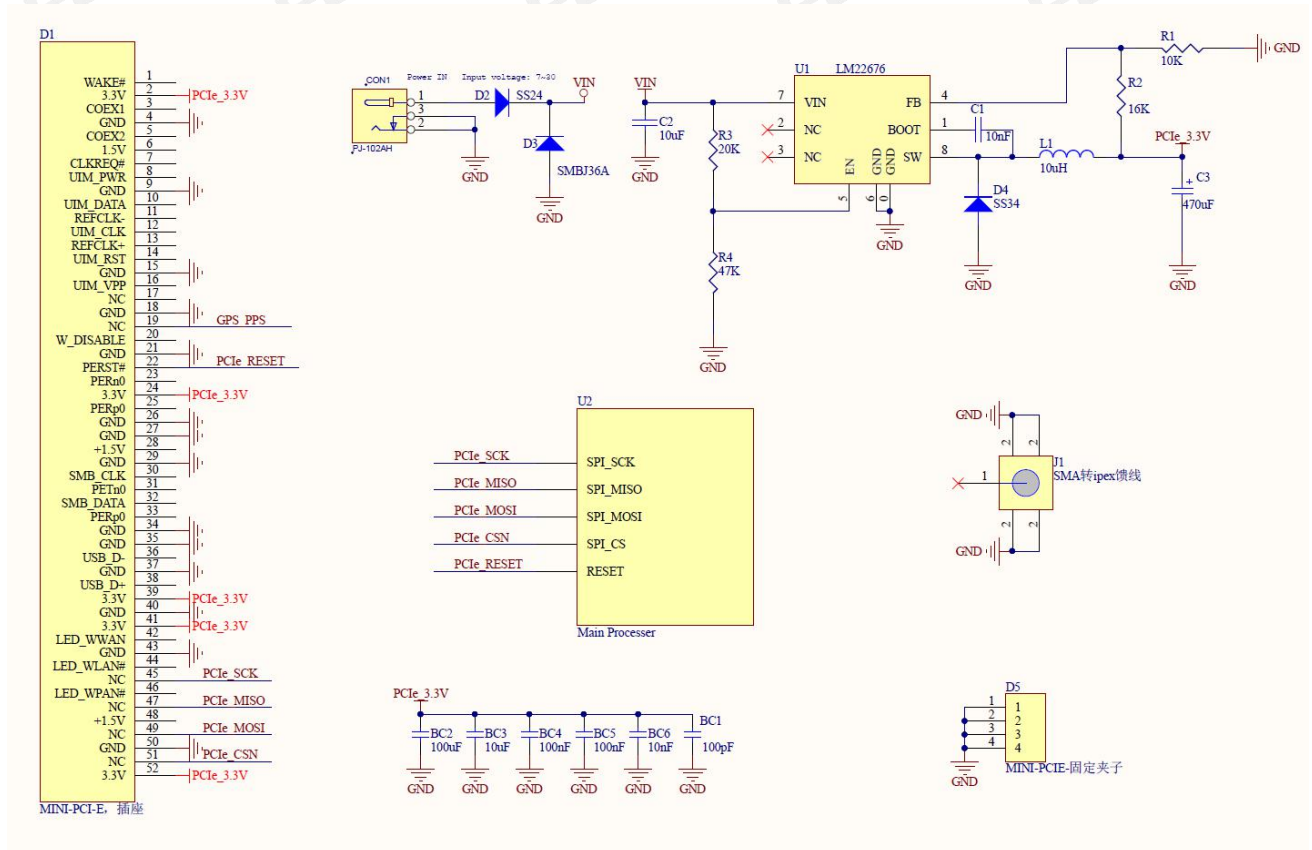 D1
WAKE# 1
3.3V 2 PCIe_3.3V
COEX1 3
GND 4
COEX2 5
1.5V 6
CLKREQ# 7
UIM_PWR 8
GND 9
UIM_DATA 10
REFCLK- 11
UIM_CLK 12
REFCLK+ 13
UIM_RST 14
GND 15
UIM_VPP 16
NC 17
GND 18
NC 19 GPS_PPS
W_DISABLE 20
GND 21
PERST# 22 PCIe_RESET
PERn0 23
3.3V 24 PCIe_3.3V
PERp0 25
GND 26
GND 27
+1.5V 28
GND 29
SMB_CLK 30
PETn0 31
SMB_DATA 32
PERp0 33
GND 34
GND 35
USB_D- 36
GND 37
USB_D+ 38
3.3V 39 PCIe_3.3V
GND 40
3.3V 41 PCIe_3.3V
LED_WWAN 42
GND 43
LED_WLAN# 44
NC 45 PCIe_SCK
LED_WPAN# 46
NC 47 PCIe_MISO
+1.5V 48
NC 49 PCIe_MOSI
GND 50
NC 51 PCIe_CSN
3.3V 52 PCIe_3.3V
MINI-PCI-E，插座
CON1 Power IN Input voltage: 7~30
1
3
2
PJ-102AH
D2 SS24
VIN
D3
SMBJ36A
GND
GND
VIN
C2
10uF
GND
R3
20K
R4
47K
GND
U1 LM22676
7 VIN
2 NC
3 NC
FB 4
BOOT 1
SW 8
EN 5
GND 6
GND 0
GND
C1
10nF
D4
SS34
GND
L1
10uH
R1
10K
GND
R2
16K
PCIe_3.3V
+ C3
470uF
GND
U2
PCIe_SCK SPI_SCK
PCIe_MISO SPI_MISO
PCIe_MOSI SPI_MOSI
PCIe_CSN SPI_CS
PCIe_RESET RESET
Main Processer
GND
2 2
1
J1
SMA转ipex馈线
2 2
GND
PCIe_3.3V
BC2
100uF
BC3
10uF
BC4
100nF
BC5
100nF
BC6
10nF
BC1
100pF
GND GND GND GND GND GND
D5
1 1
2 2
3 3
4 4
MINI-PCIE-固定夹子
GND